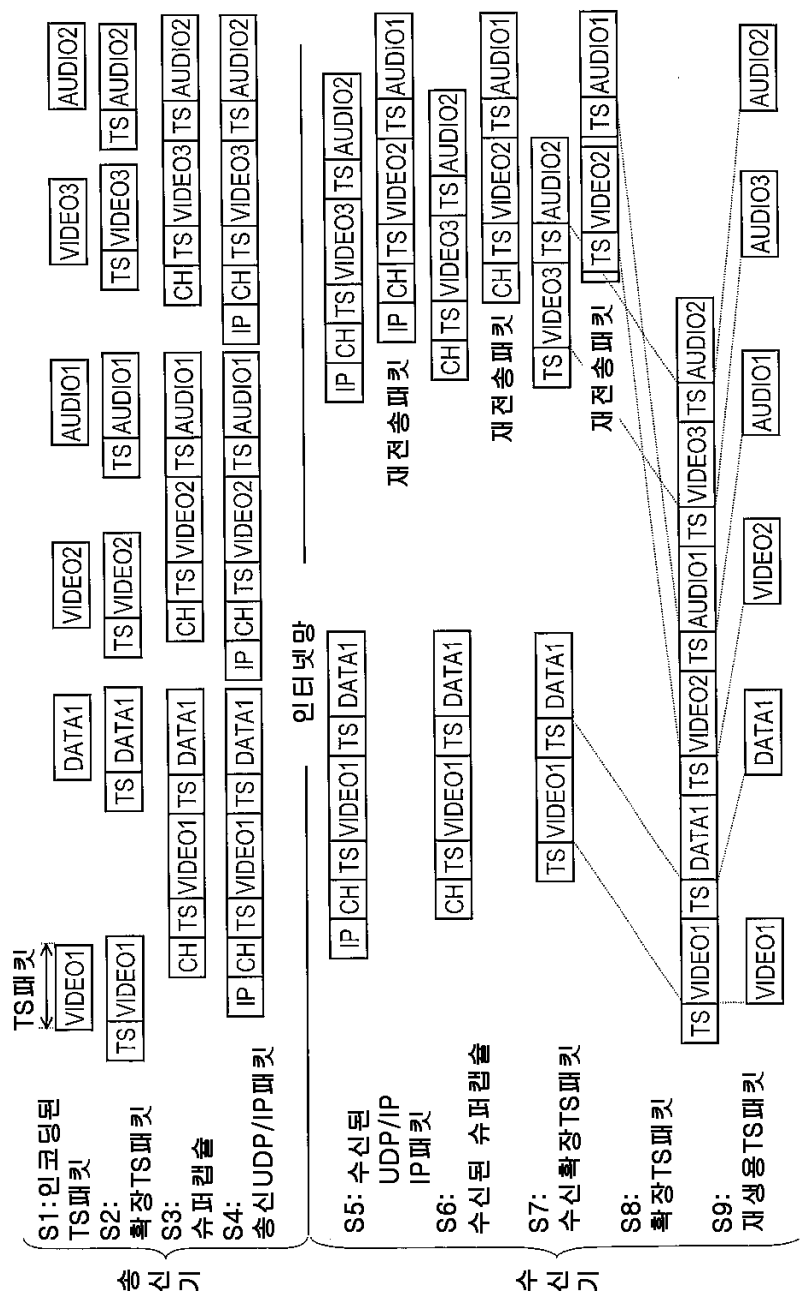 송신기
S1:인코딩된
TS패킷
TS패킷
VIDEO1 DATA1 VIDEO2 AUDIO1 VIDEO3 AUDIO2
S2:
확장TS패킷
TS VIDEO1 TS DATA1 TS VIDEO2 TS AUDIO1 TS VIDEO3 TS AUDIO2
S3:
슈퍼캡슐
CH TS VIDEO1 TS DATA1 CH TS VIDEO2 TS AUDIO1 CH TS VIDEO3 TS AUDIO2
S4:
송신UDP/IP패킷
IP CH TS VIDEO1 TS DATA1 IP CH TS VIDEO2 TS AUDIO1 IP CH TS VIDEO3 TS AUDIO2
인터넷망
수신기
S5: 수신된
UDP/IP
IP패킷
IP CH TS VIDEO1 TS DATA1 IP CH TS VIDEO3 TS AUDIO2
재전송패킷 IP CH TS VIDEO2 TS AUDIO1
S6:
수신된 슈퍼캡슐
CH TS VIDEO1 TS DATA1 CH TS VIDEO3 TS AUDIO2
재전송패킷 CH TS VIDEO2 TS AUDIO1
S7:
수신확장TS패킷
TS VIDEO1 TS DATA1 TS VIDEO3 TS AUDIO2
재전송패킷 TS VIDEO2 TS AUDIO1
S8:
확장TS패킷
TS VIDEO1 TS DATA1 TS VIDEO2 TS AUDIO1 TS VIDEO3 TS AUDIO2
S9:
재생용TS패킷
VIDEO1 DATA1 VIDEO2 AUDIO1 AUDIO3 AUDIO2